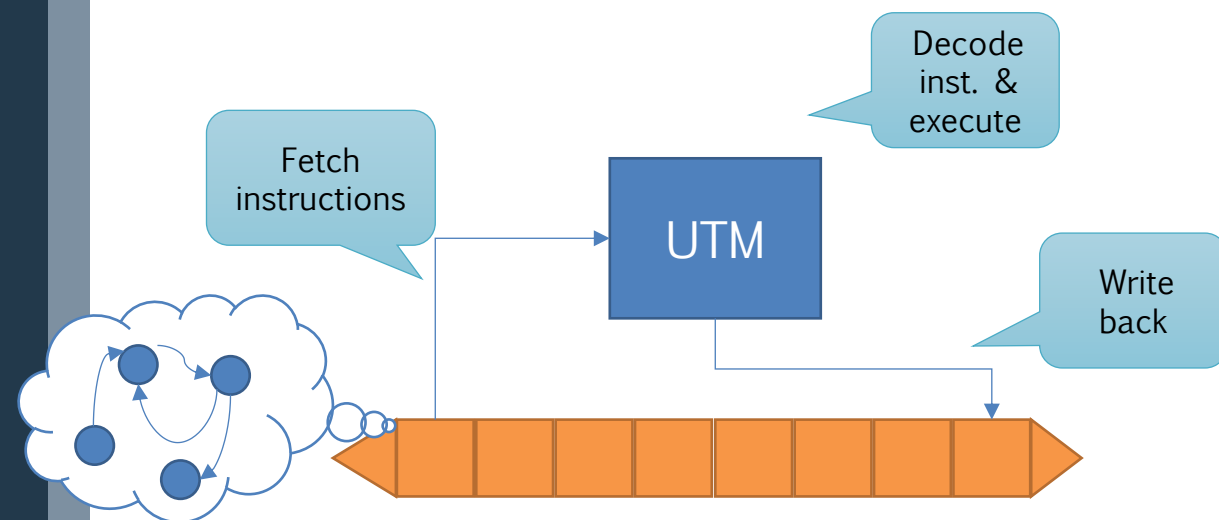 Decode
inst. &
execute
Fetch
instructions
UTM
Write
back